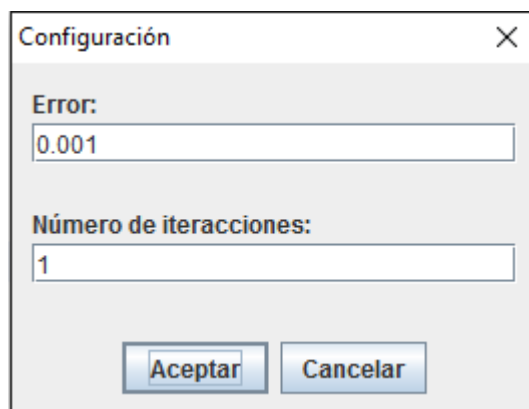 Configuración
Error:
0.001
Número de iteracciones:
1
Aceptar Cancelar